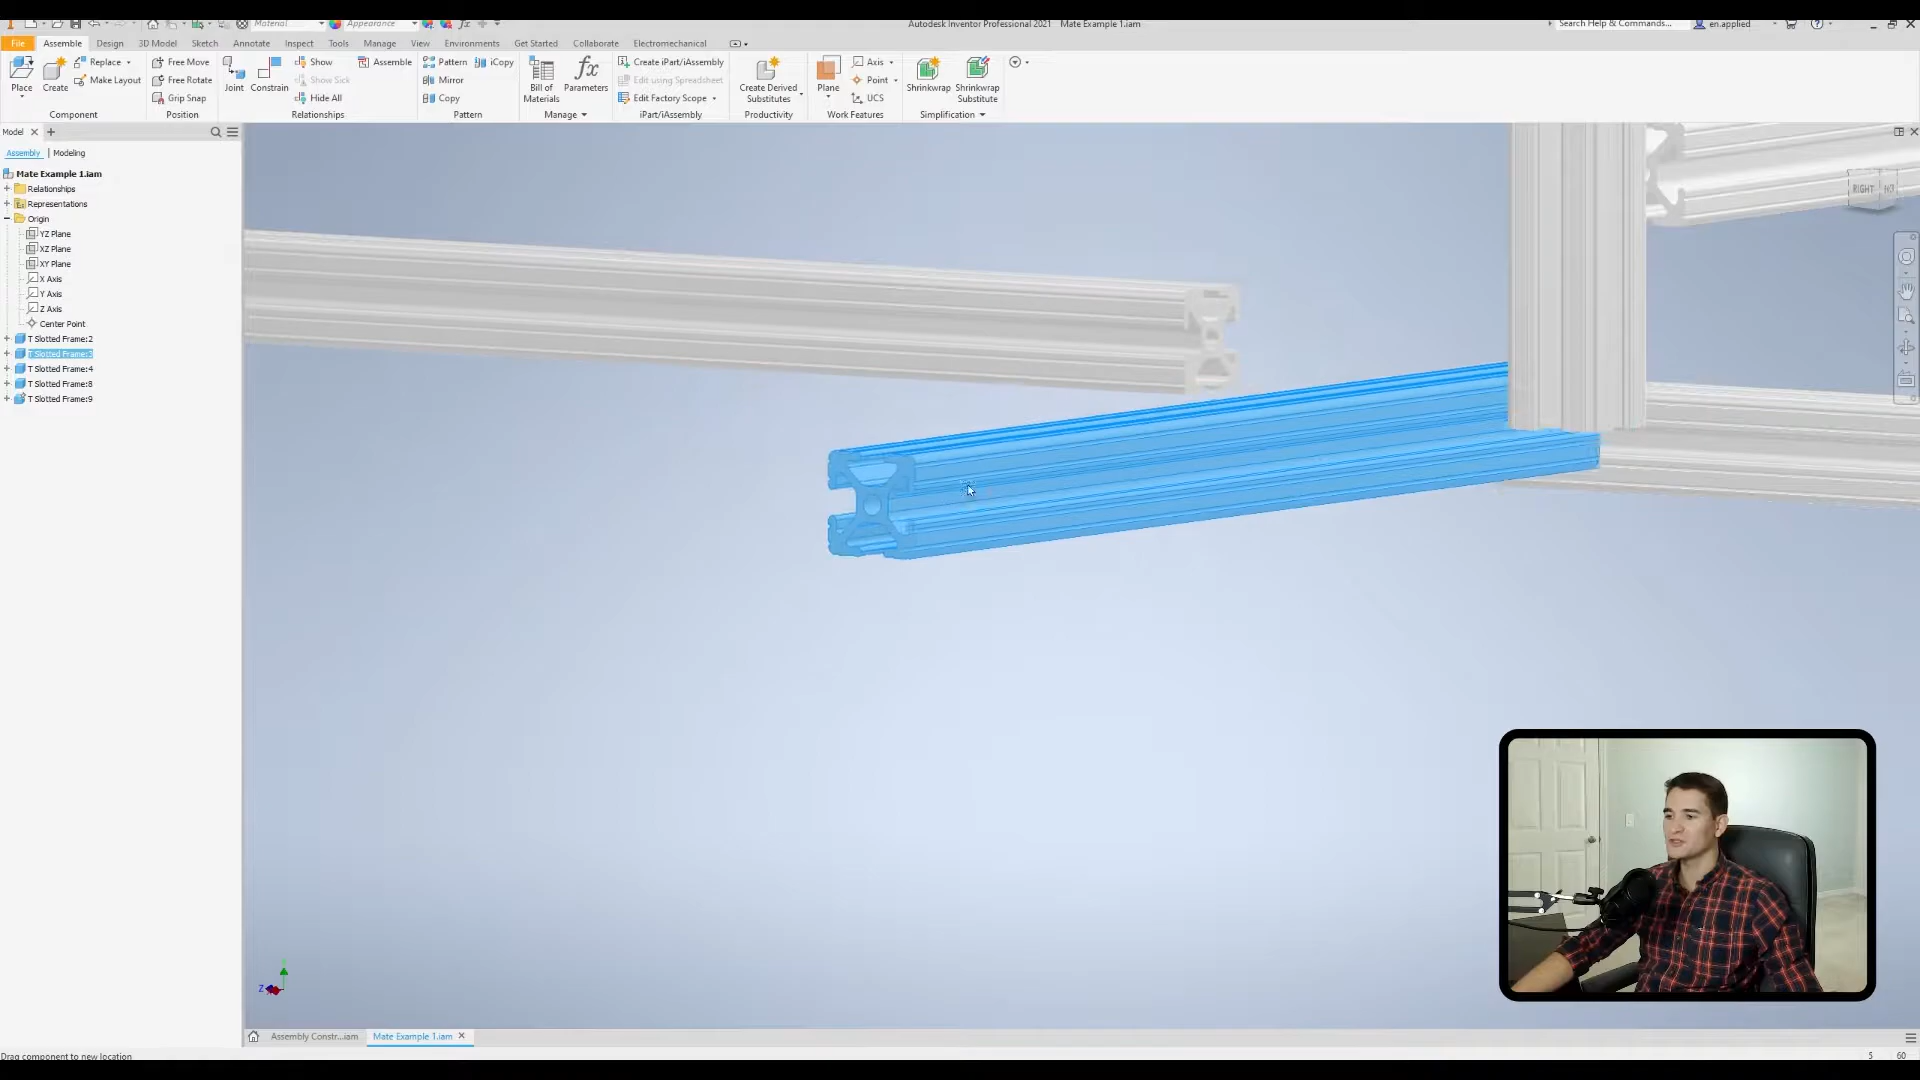 Material
Appearance
Autodesk Inventor Professional 2021 Mate Example 1.iam
Search Help & Commands...
en.applied
File Assemble Design 3D Model Sketch Annotate Inspect Tools Manage View Environments Get Started Collaborate Electromechanical
Place
Create
Replace
Make Layout
Component
Free Move
Free Rotate
Grip Snap
Position
Joint
Constrain
Show
Show Sick
Hide All
Relationships
Assemble
Pattern
iCopy
Mirror
Copy
Pattern
Bill of
Materials
fx
Parameters
Manage
Create iPart/iAssembly
Edit using Spreadsheet
Edit Factory Scope
iPart/iAssembly
Create Derived
Substitutes
Productivity
Plane
Axis
Point
UCS
Work Features
Shrinkwrap
Shrinkwrap
Substitute
Simplification
Model
Assembly | Modeling
Mate Example 1.iam
Relationships
Representations
Origin
YZ Plane
XZ Plane
XY Plane
X Axis
Y Axis
Z Axis
Center Point
T Slotted Frame:2
T Slotted Frame:3
T Slotted Frame:4
T Slotted Frame:8
T Slotted Frame:9
RIGHT
Z
Assembly Constr...iam
Mate Example 1.iam
Drag component to new location
5 60